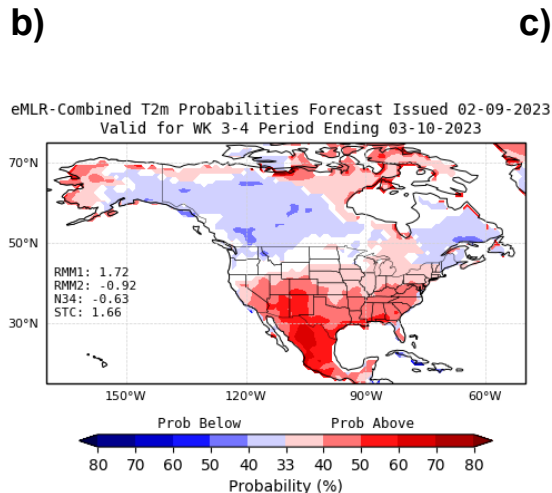 b)
c)
eMLR-Combined T2m Probabilities Forecast Issued 02-09-2023
Valid for WK 3-4 Period Ending 03-10-2023
70°N
50°N
30°N
RMM1: 1.72
RMM2: -0.92
N34: -0.63
STC: 1.66
150°W 120°W 90°W 60°W
Prob Below Prob Above
80 70 60 50 40 33 40 50 60 70 80
Probability (%)